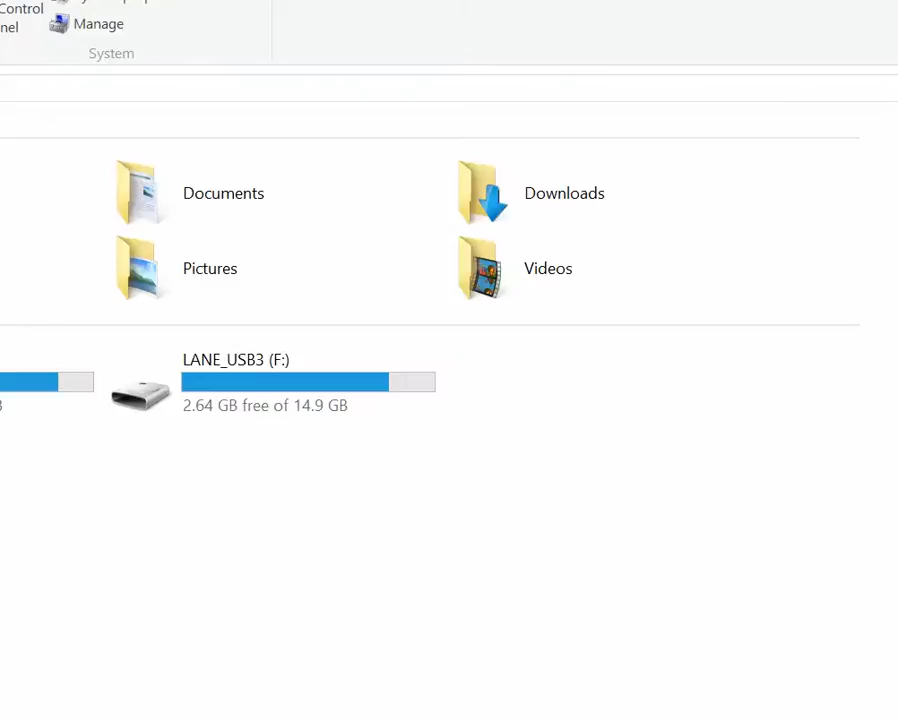 Control
nel
Manage
System
Documents
Downloads
Pictures
Videos
LANE_USB3 (F:)
2.64 GB free of 14.9 GB